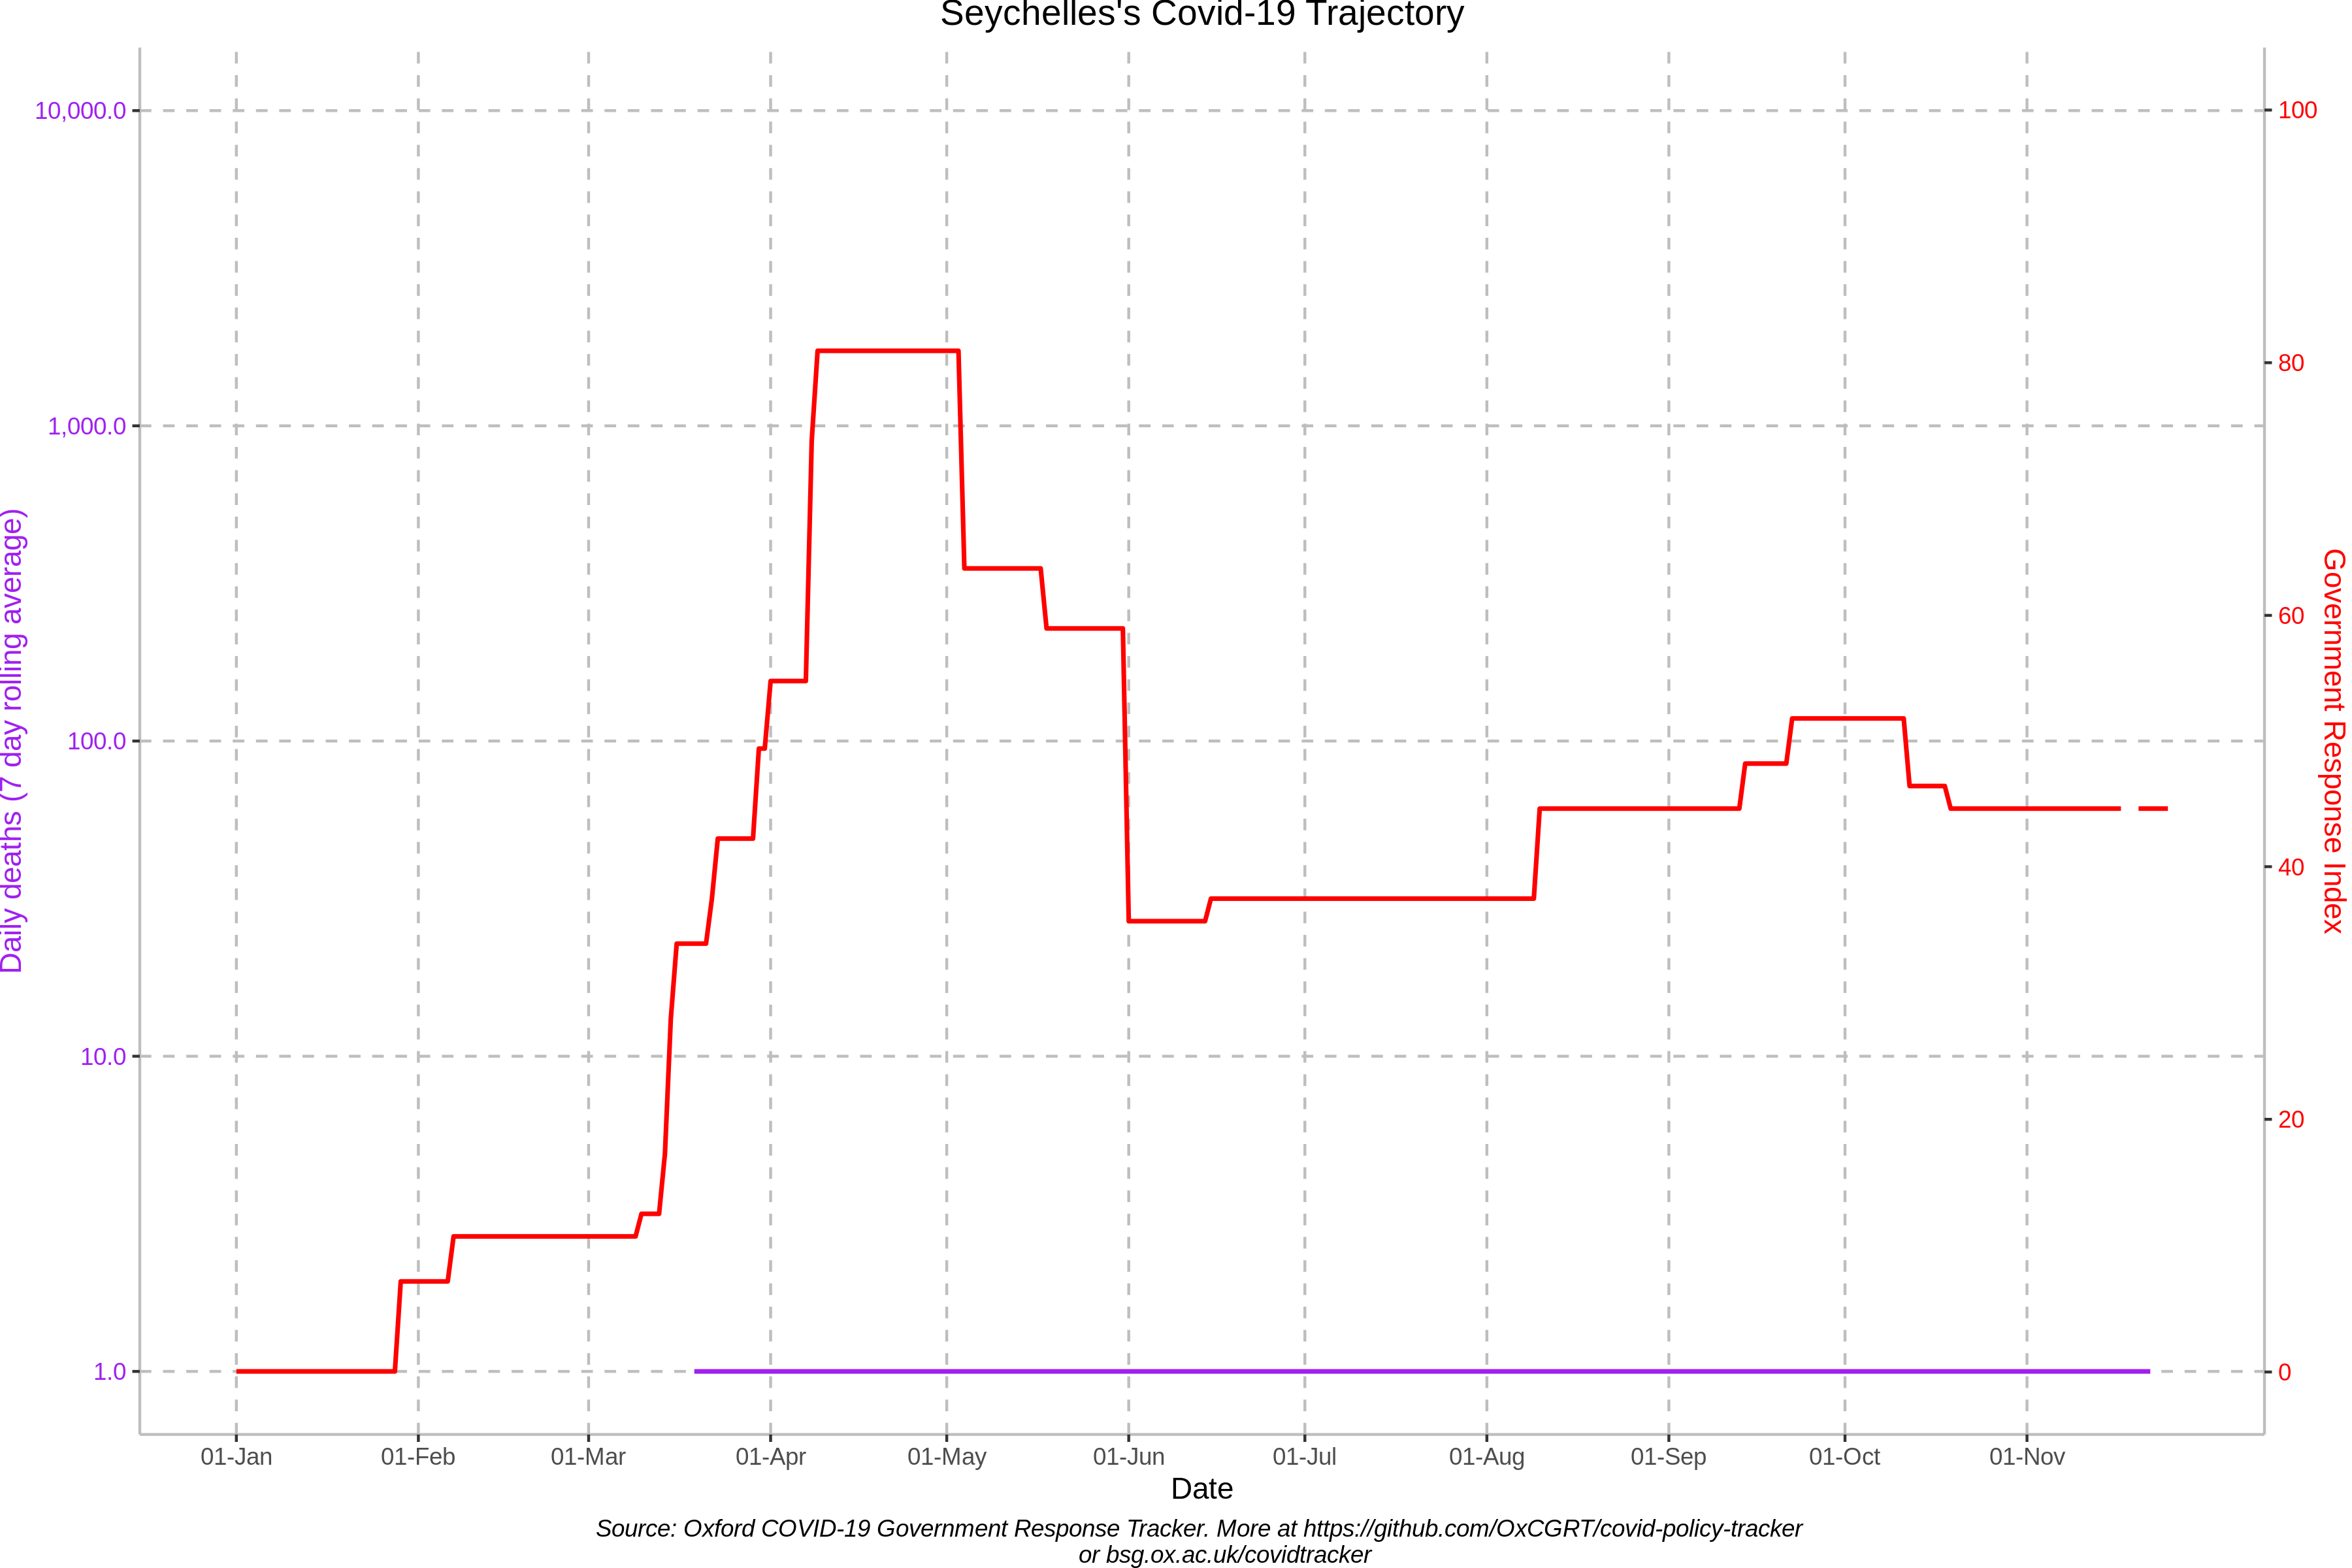 Seychelles's Covid-19 Trajectory
10,000.0
1,000.0
100.0
10.0
1.0
Daily deaths (7 day rolling average)
100
80
60
40
20
0
Government Response Index
01-Jan 01-Feb 01-Mar 01-Apr 01-May 01-Jun 01-Jul 01-Aug 01-Sep 01-Oct 01-Nov
Date
Source: Oxford COVID-19 Government Response Tracker. More at https://github.com/OxCGRT/covid-policy-tracker
or bsg.ox.ac.uk/covidtracker